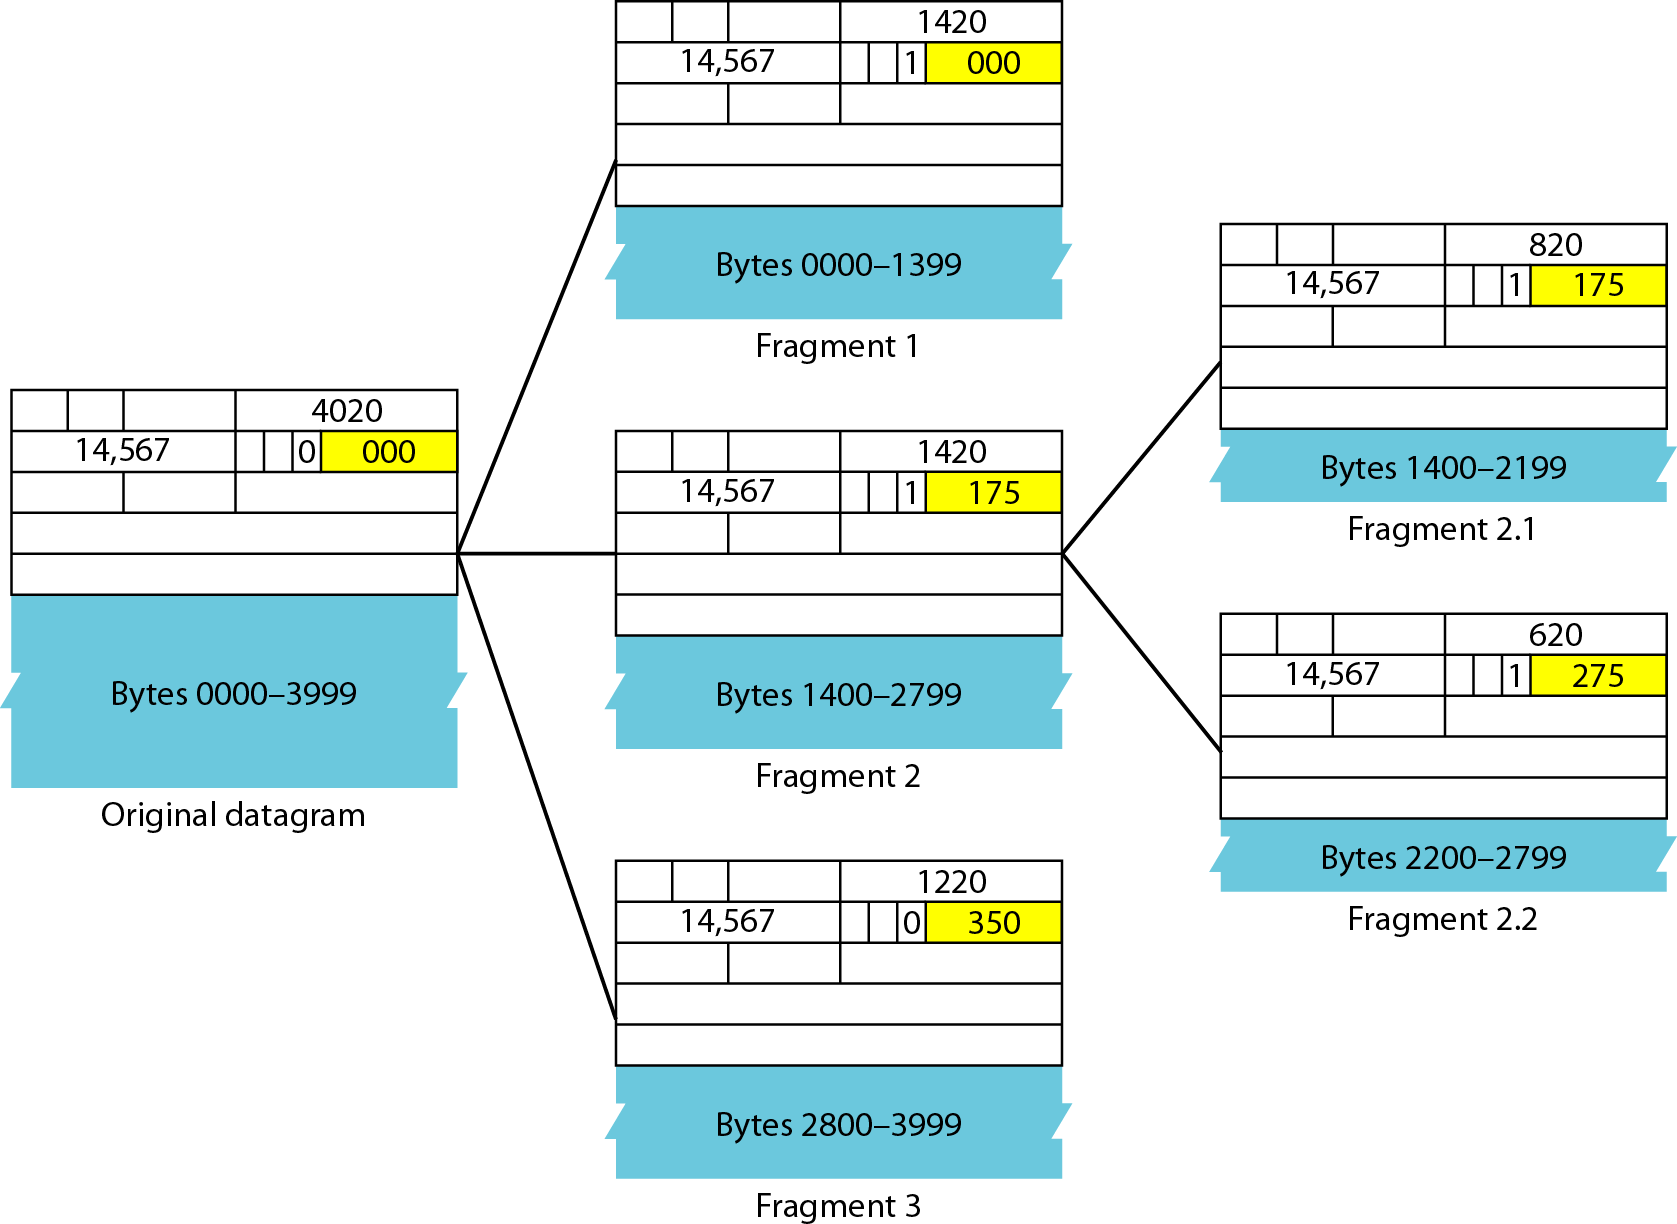 4020
14,567 0 000
Bytes 0000–3999
Original datagram
1420
14,567 1 000
Bytes 0000–1399
Fragment 1
1420
14,567 1 175
Bytes 1400–2799
Fragment 2
1220
14,567 0 350
Bytes 2800–3999
Fragment 3
820
14,567 1 175
Bytes 1400–2199
Fragment 2.1
620
14,567 1 275
Bytes 2200–2799
Fragment 2.2